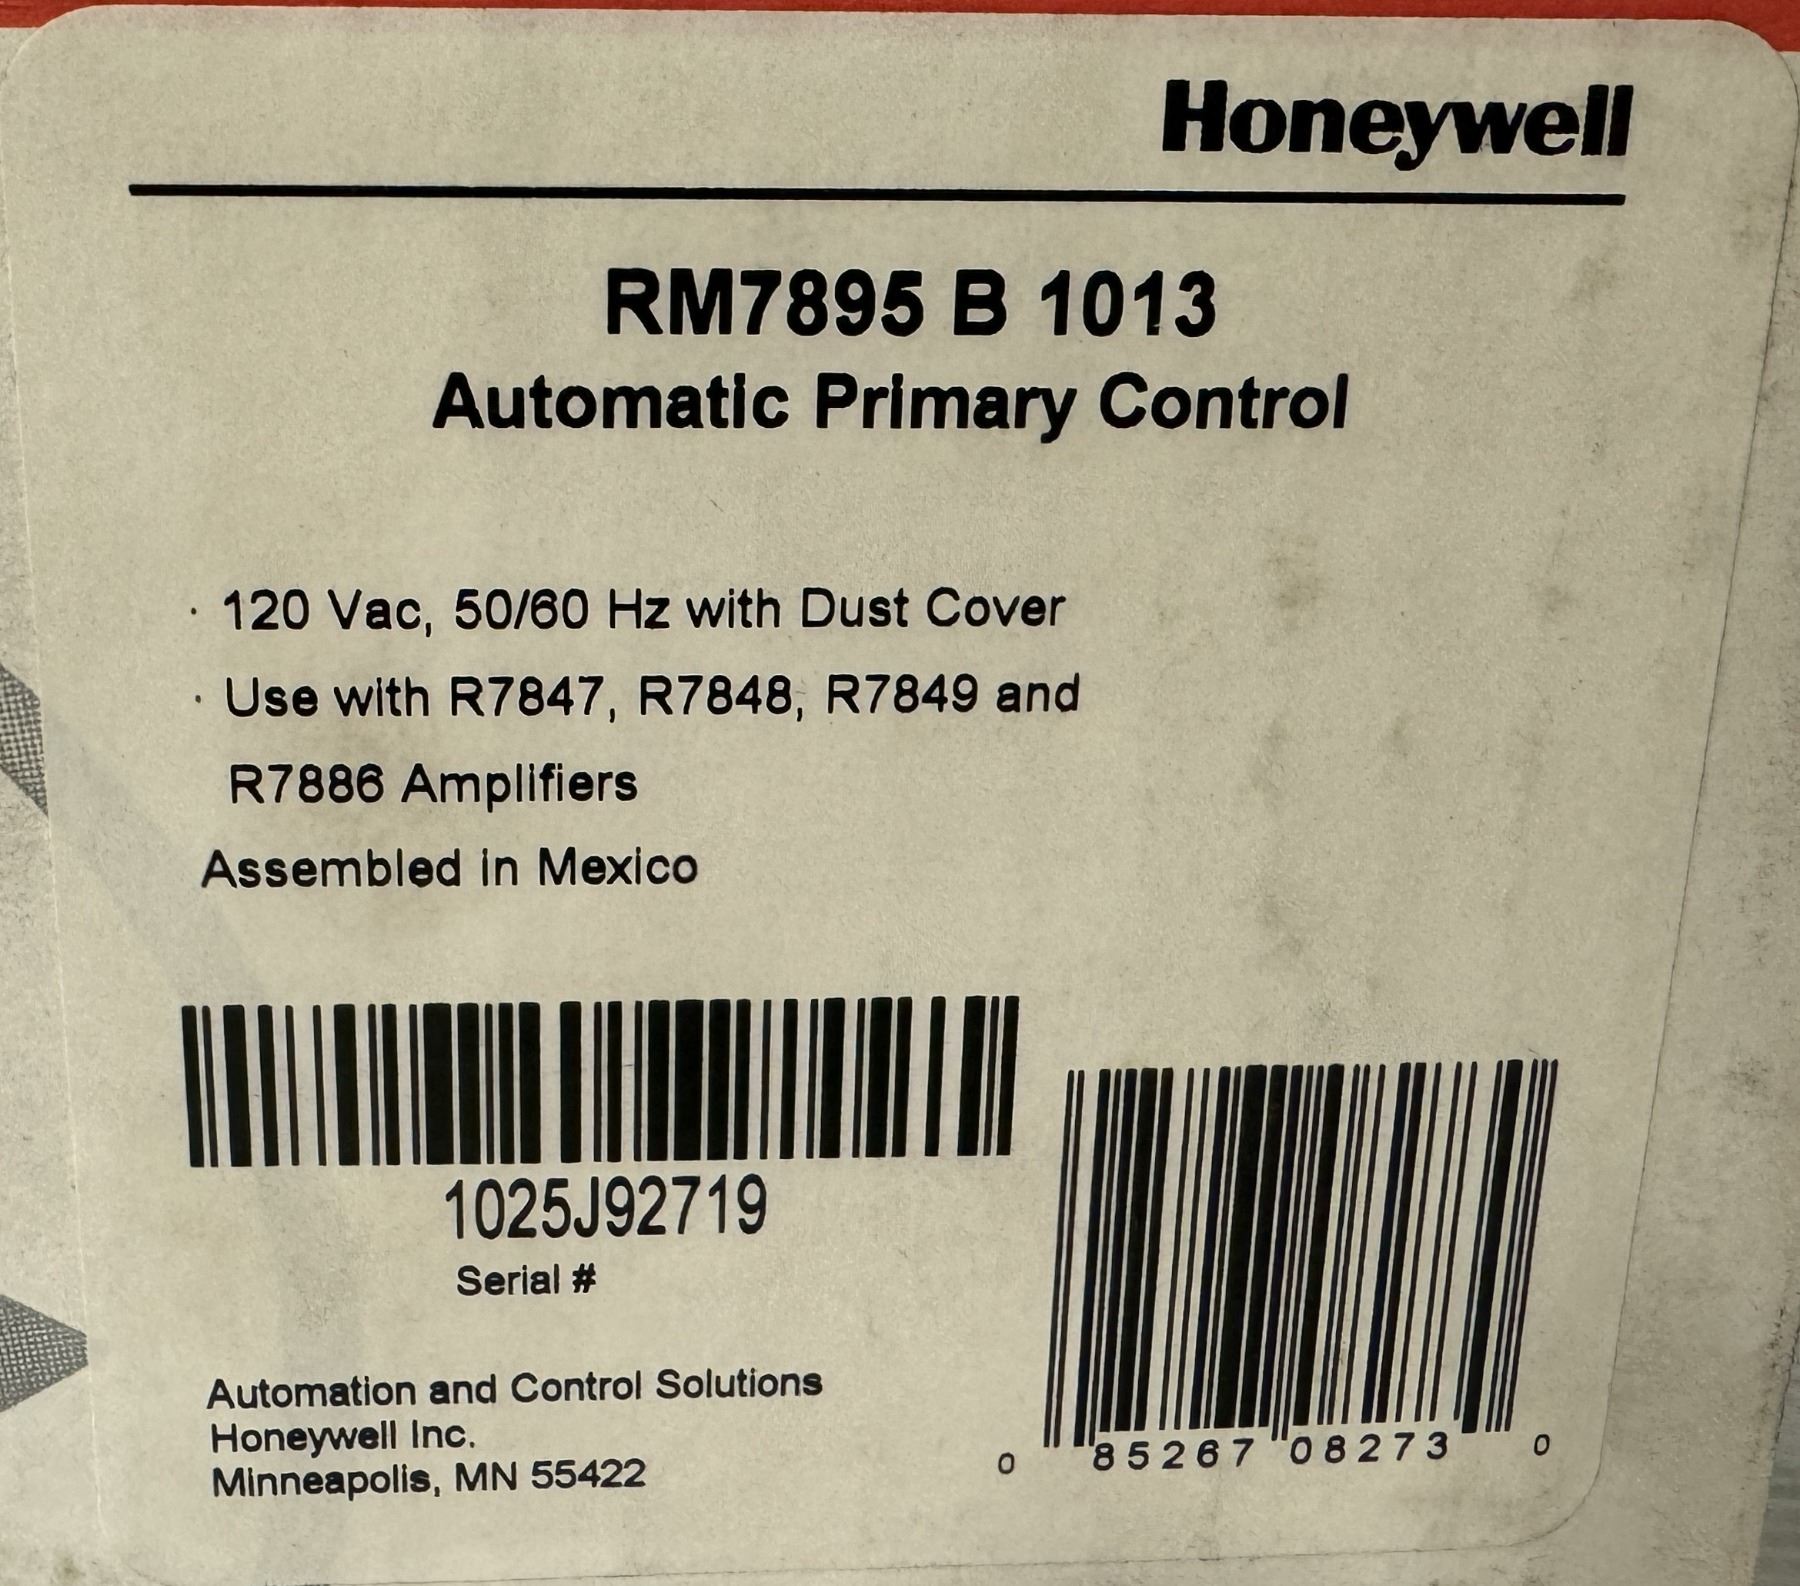 Honeywell
RM7895 B 1013
Automatic Primary Control
· 120 Vac, 50/60 Hz with Dust Cover
· Use with R7847, R7848, R7849 and
R7886 Amplifiers
Assembled in Mexico
1025J92719
Serial #
Automation and Control Solutions
Honeywell Inc.
Minneapolis, MN 55422
0 85267 08273 0